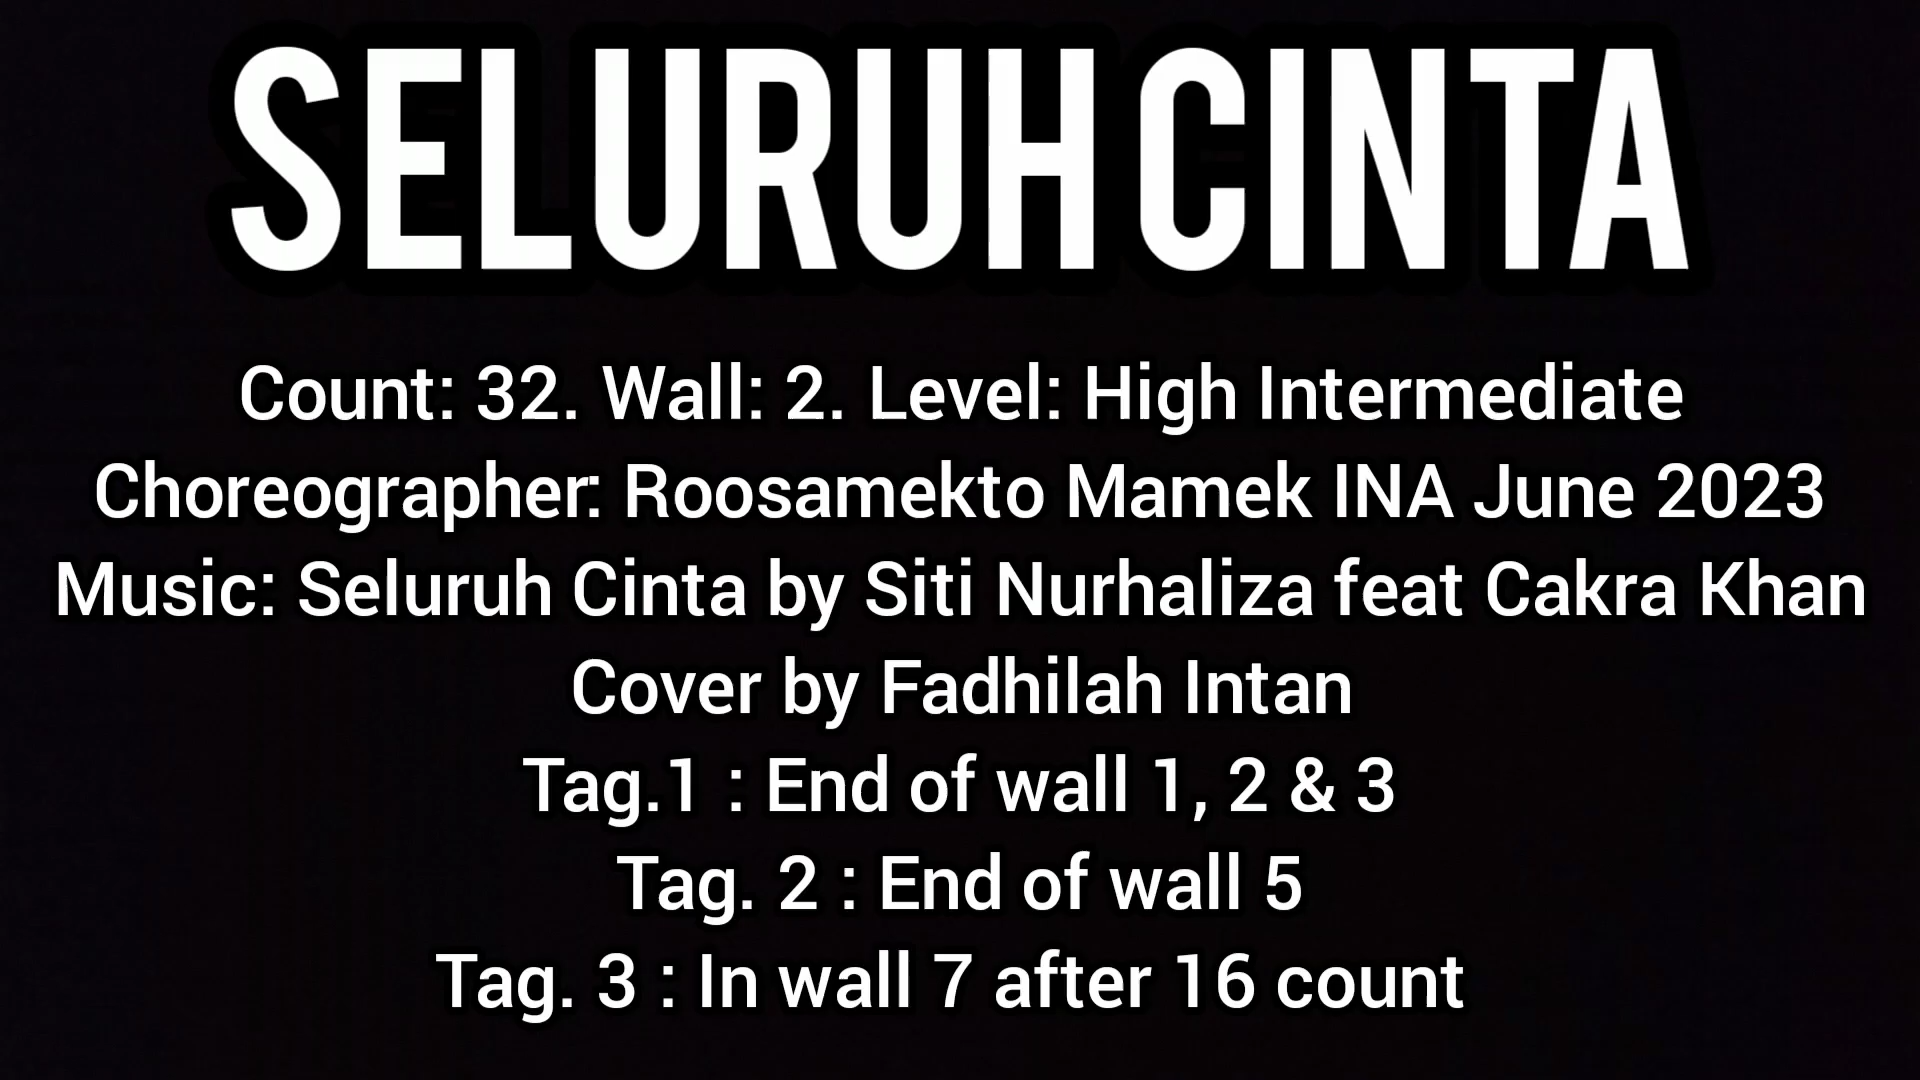 SELURUH CINTA
Count: 32. Wall: 2. Level: High Intermediate
Choreographer: Roosamekto Mamek INA June 2023
Music: Seluruh Cinta by Siti Nurhaliza feat Cakra Khan
Cover by Fadhilah Intan
Tag.1 : End of wall 1, 2 & 3
Tag. 2 : End of wall 5
Tag. 3 : In wall 7 after 16 count